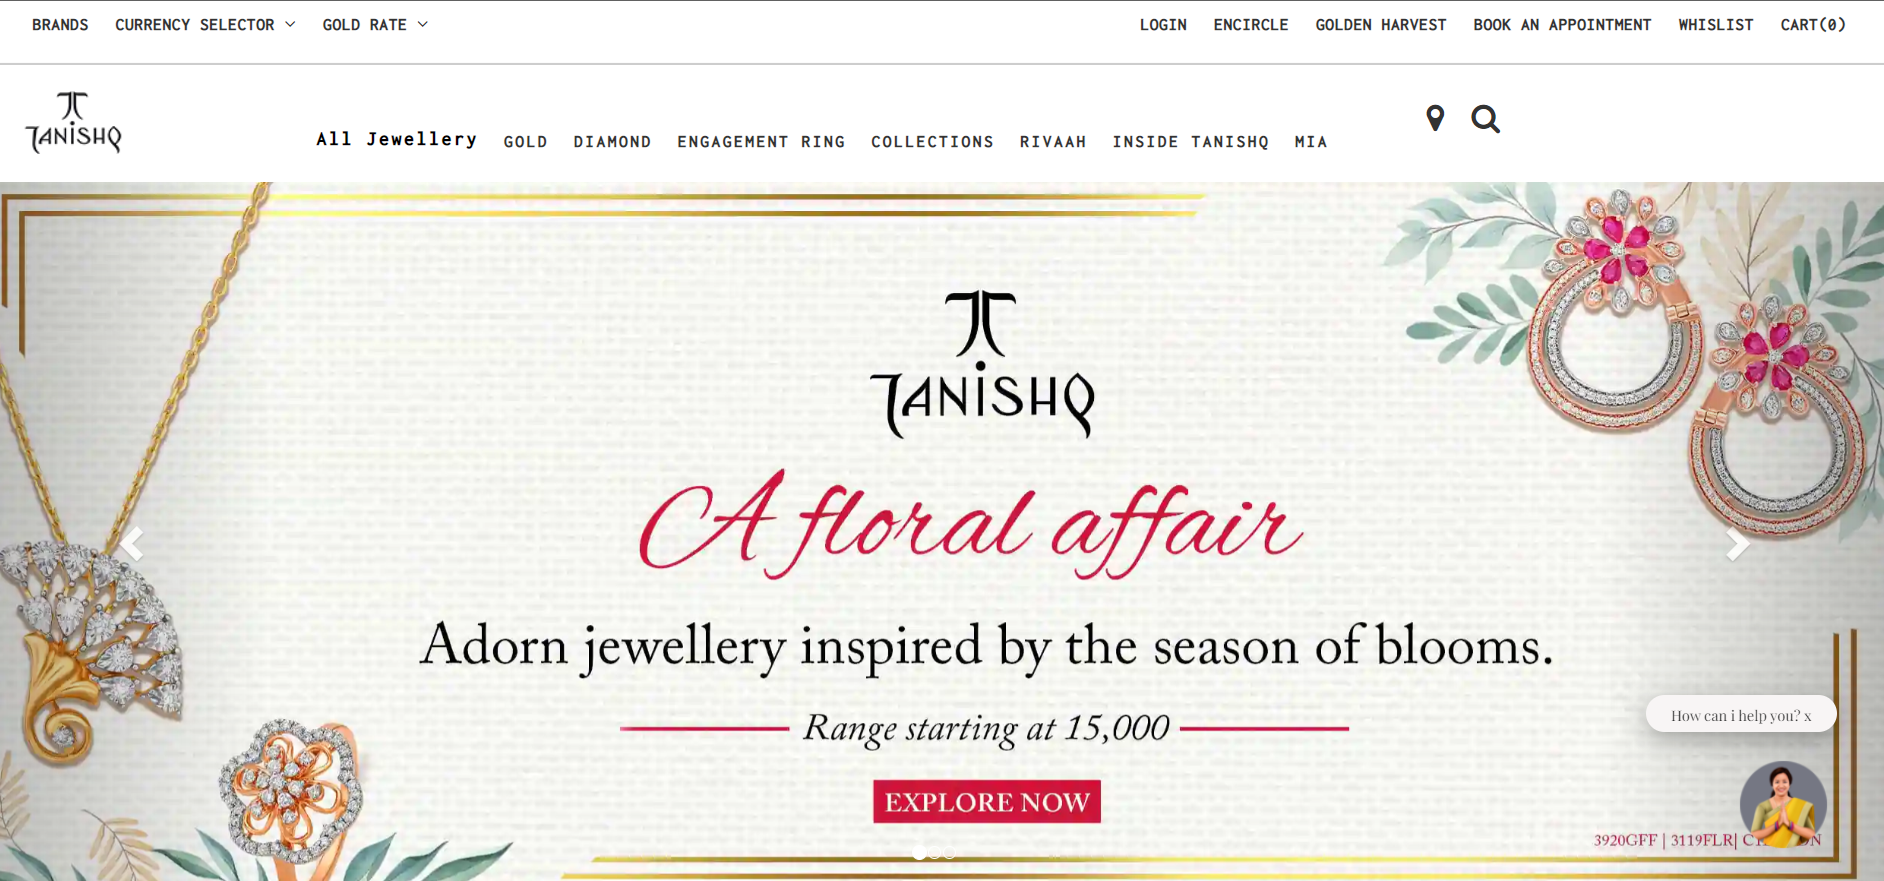 BRANDS CURRENCY SELECTOR GOLD RATE LOGIN ENCIRCLE GOLDEN HARVEST BOOK AN APPOINTMENT WHISLIST CART(0)
TANISHQ
All Jewellery GOLD DIAMOND ENGAGEMENT RING COLLECTIONS RIVAAH INSIDE TANISHQ MIA
TANISHQ
A floral affair
Adorn jewellery inspired by the season of blooms.
Range starting at 15,000
How can i help you? x
EXPLORE NOW
3920GFF | 3119FLR|